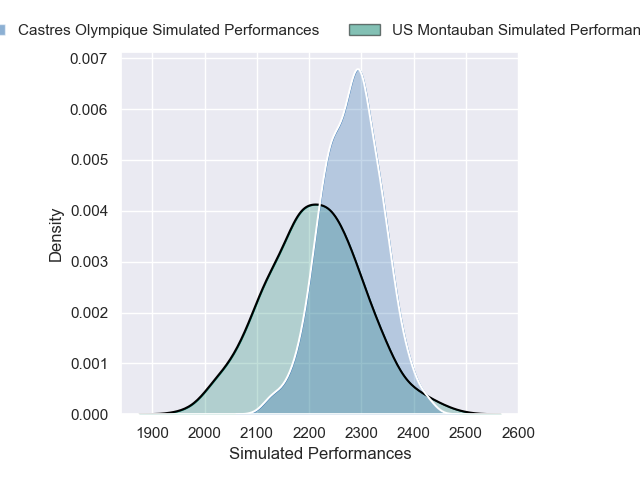 Castres Olympique Simulated Performances
US Montauban Simulated Performan
0.007
0.006
0.005
0.004
0.003
0.002
0.001
0.000
Density
1900 2000 2100 2200 2300 2400 2500 2600
Simulated Performances